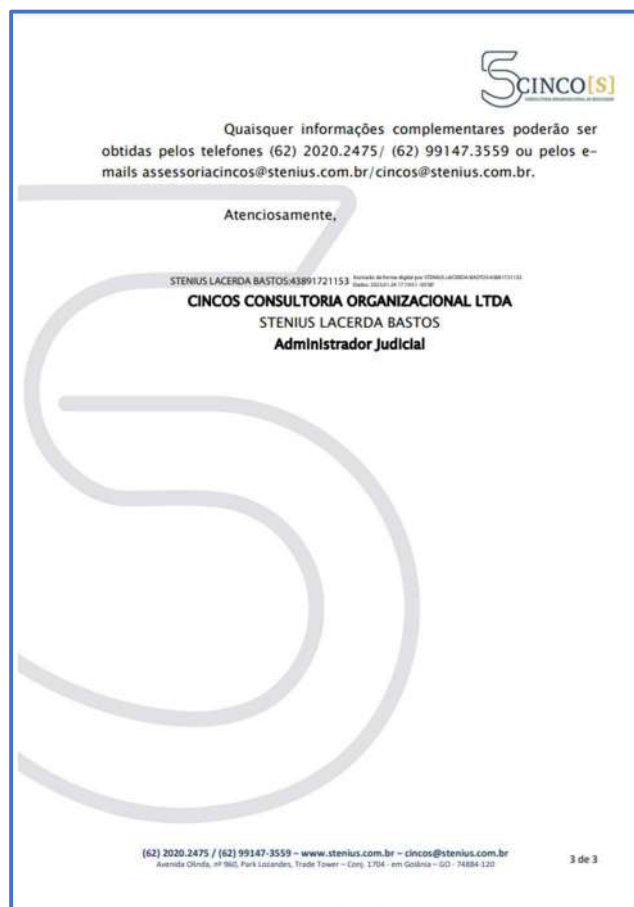 5CINCO[S]
Quaisquer informações complementares poderão ser
obtidas pelos telefones (62) 2020.2475/ (62) 99147.3559 ou pelos e-
mails assessoriacincos@stenius.com.br/cincos@stenius.com.br.
Atenciosamente,
STENIUS LACERDA BASTOS:43891721153
CINCOS CONSULTORIA ORGANIZACIONAL LTDA
STENIUS LACERDA BASTOS
Administrador Judicial
(62) 2020.2475 / (62) 99147-3559 – www.stenius.com.br – cincos@stenius.com.br
Avenida Olinda, nº 960, Park Lozandes, Trade Tower – Conj. 1704 - em Goiânia – GO - 74884-120
3 de 3